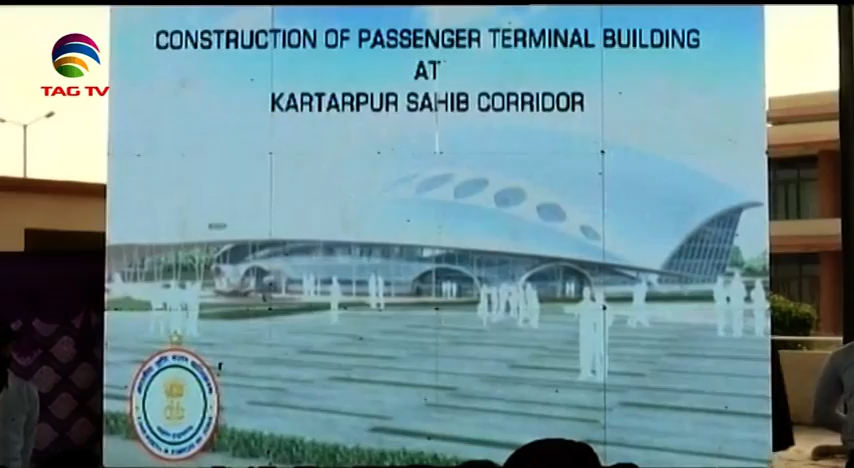 TAG TV
CONSTRUCTION OF PASSENGER TERMINAL BUILDING
AT
KARTARPUR SAHIB CORRIDOR